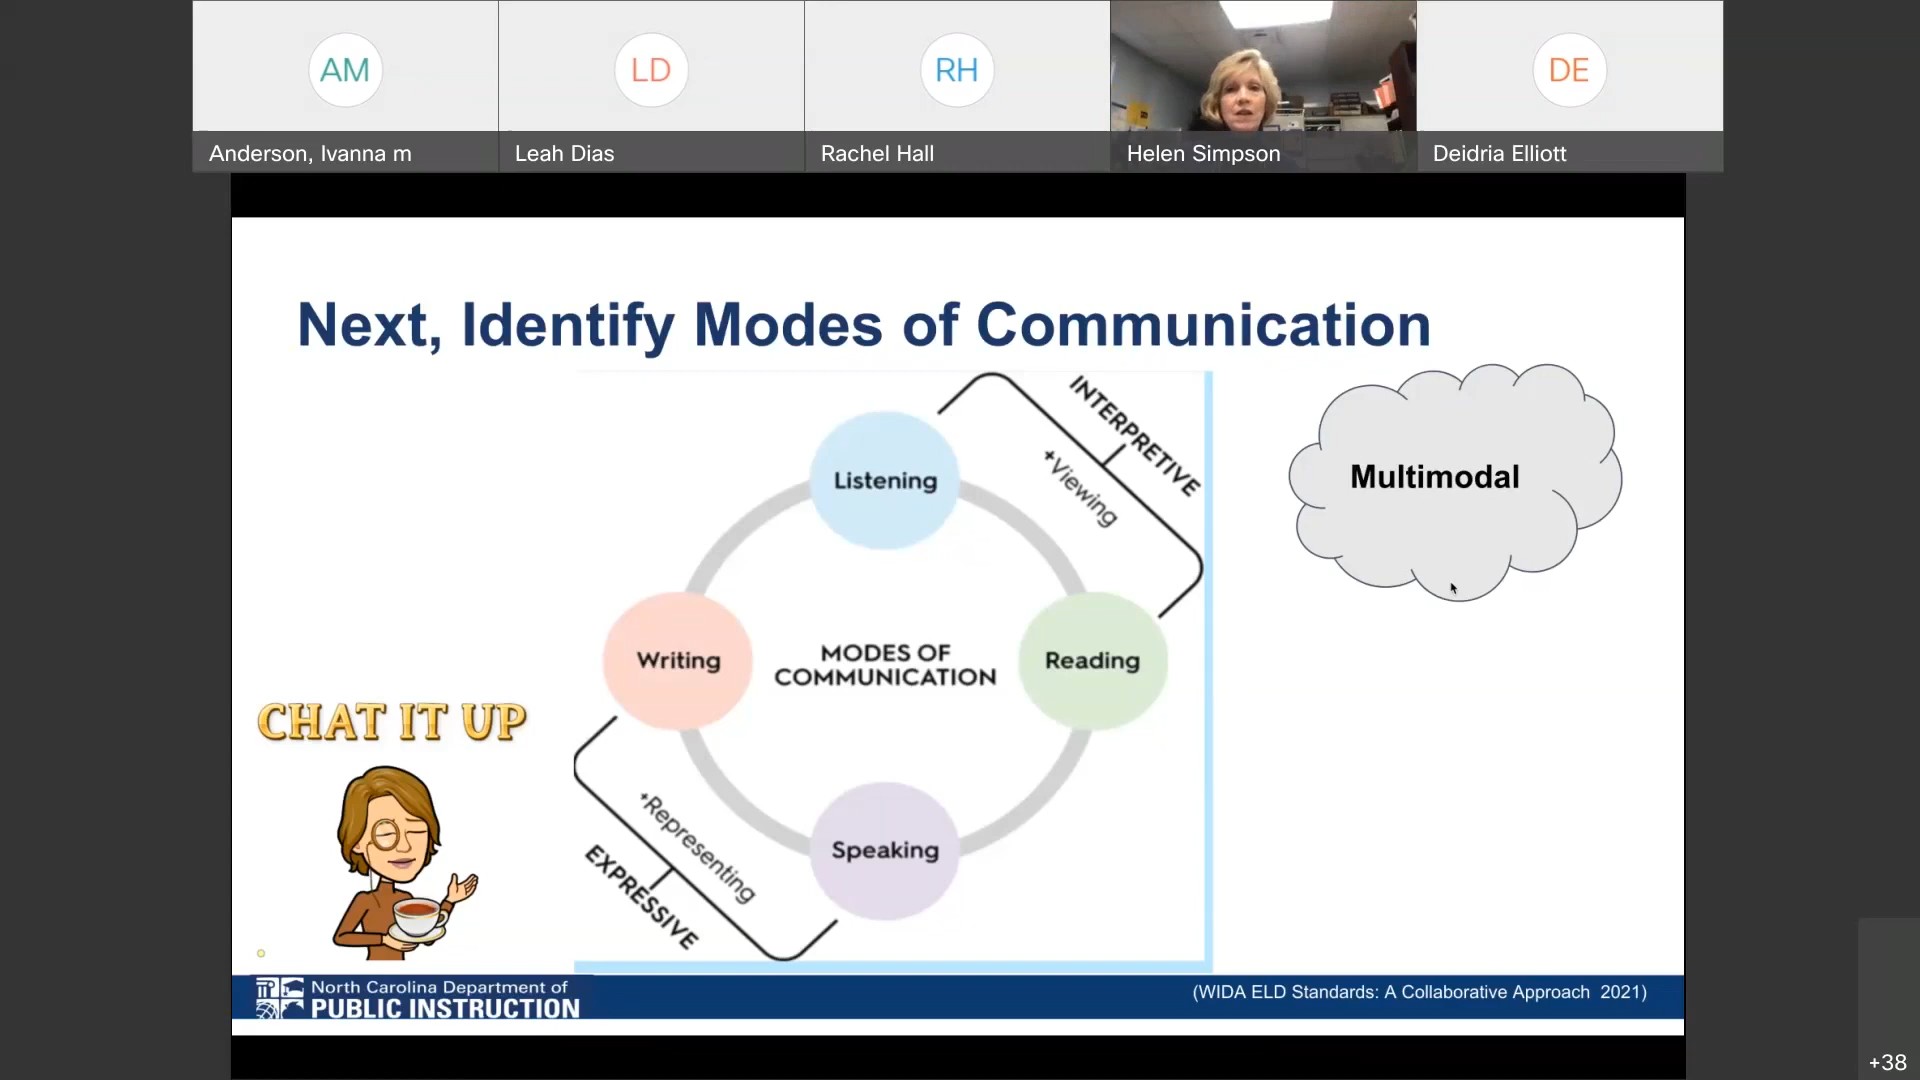 AM
LD
RH
DE
Anderson, Ivanna m
Leah Dias
Rachel Hall
Helen Simpson
Deidria Elliott
Next, Identify Modes of Communication
INTERPRETIVE
+Viewing
Listening
Multimodal
Writing
MODES OF
COMMUNICATION
Reading
CHAT IT UP
+Representing
EXPRESSIVE
Speaking
North Carolina Department of
PUBLIC INSTRUCTION
(WIDA ELD Standards: A Collaborative Approach 2021)
+38